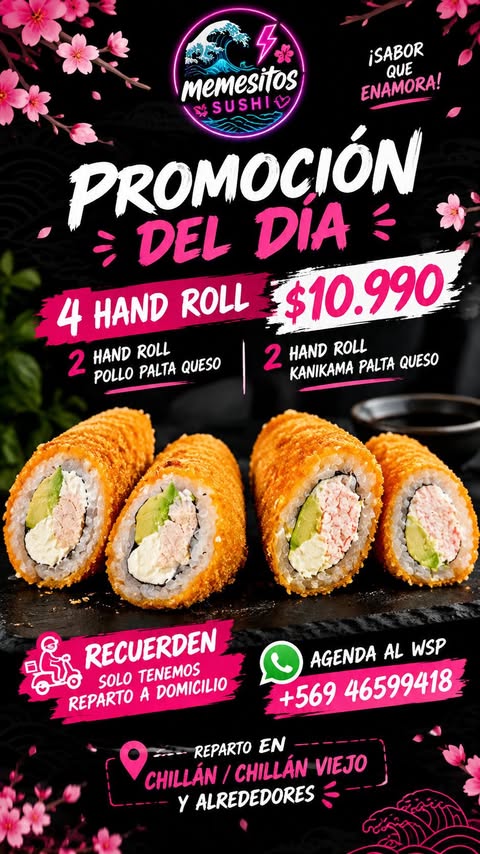 memesitos
SUSHI
¡SABOR
QUE
ENAMORA!
PROMOCIÓN
DEL DÍA
4 HAND ROLL
$10.990
2 HAND ROLL
POLLO PALTA QUESO
2 HAND ROLL
KANIKAMA PALTA QUESO
RECUERDEN
SOLO TENEMOS
REPARTO A DOMICILIO
AGENDA AL WSP
+569 46599418
REPARTO EN
CHILLÁN / CHILLÁN VIEJO
Y ALREDEDORES